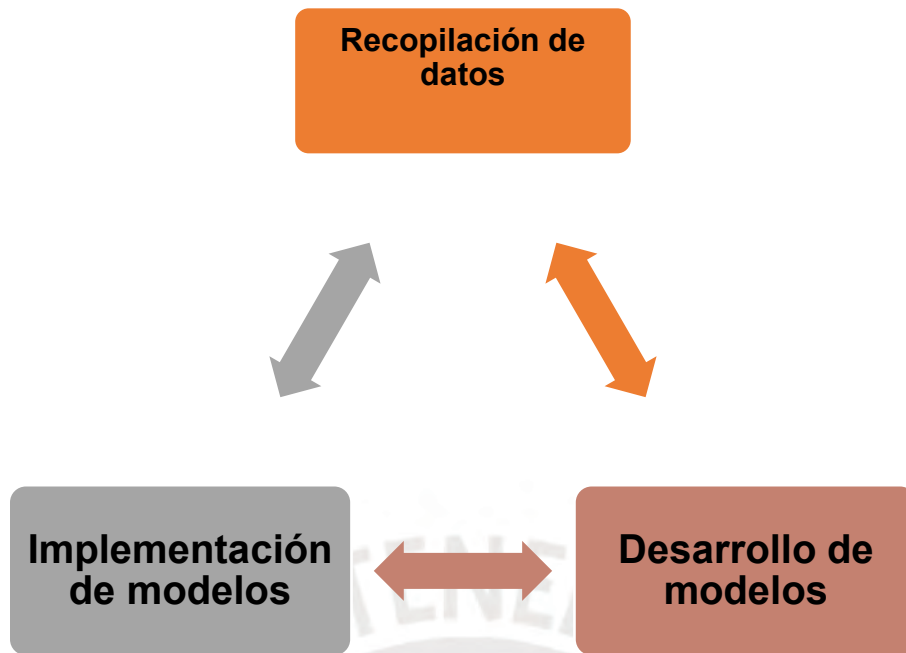 Recopilación de
datos
Implementación
de modelos
Desarrollo de
modelos